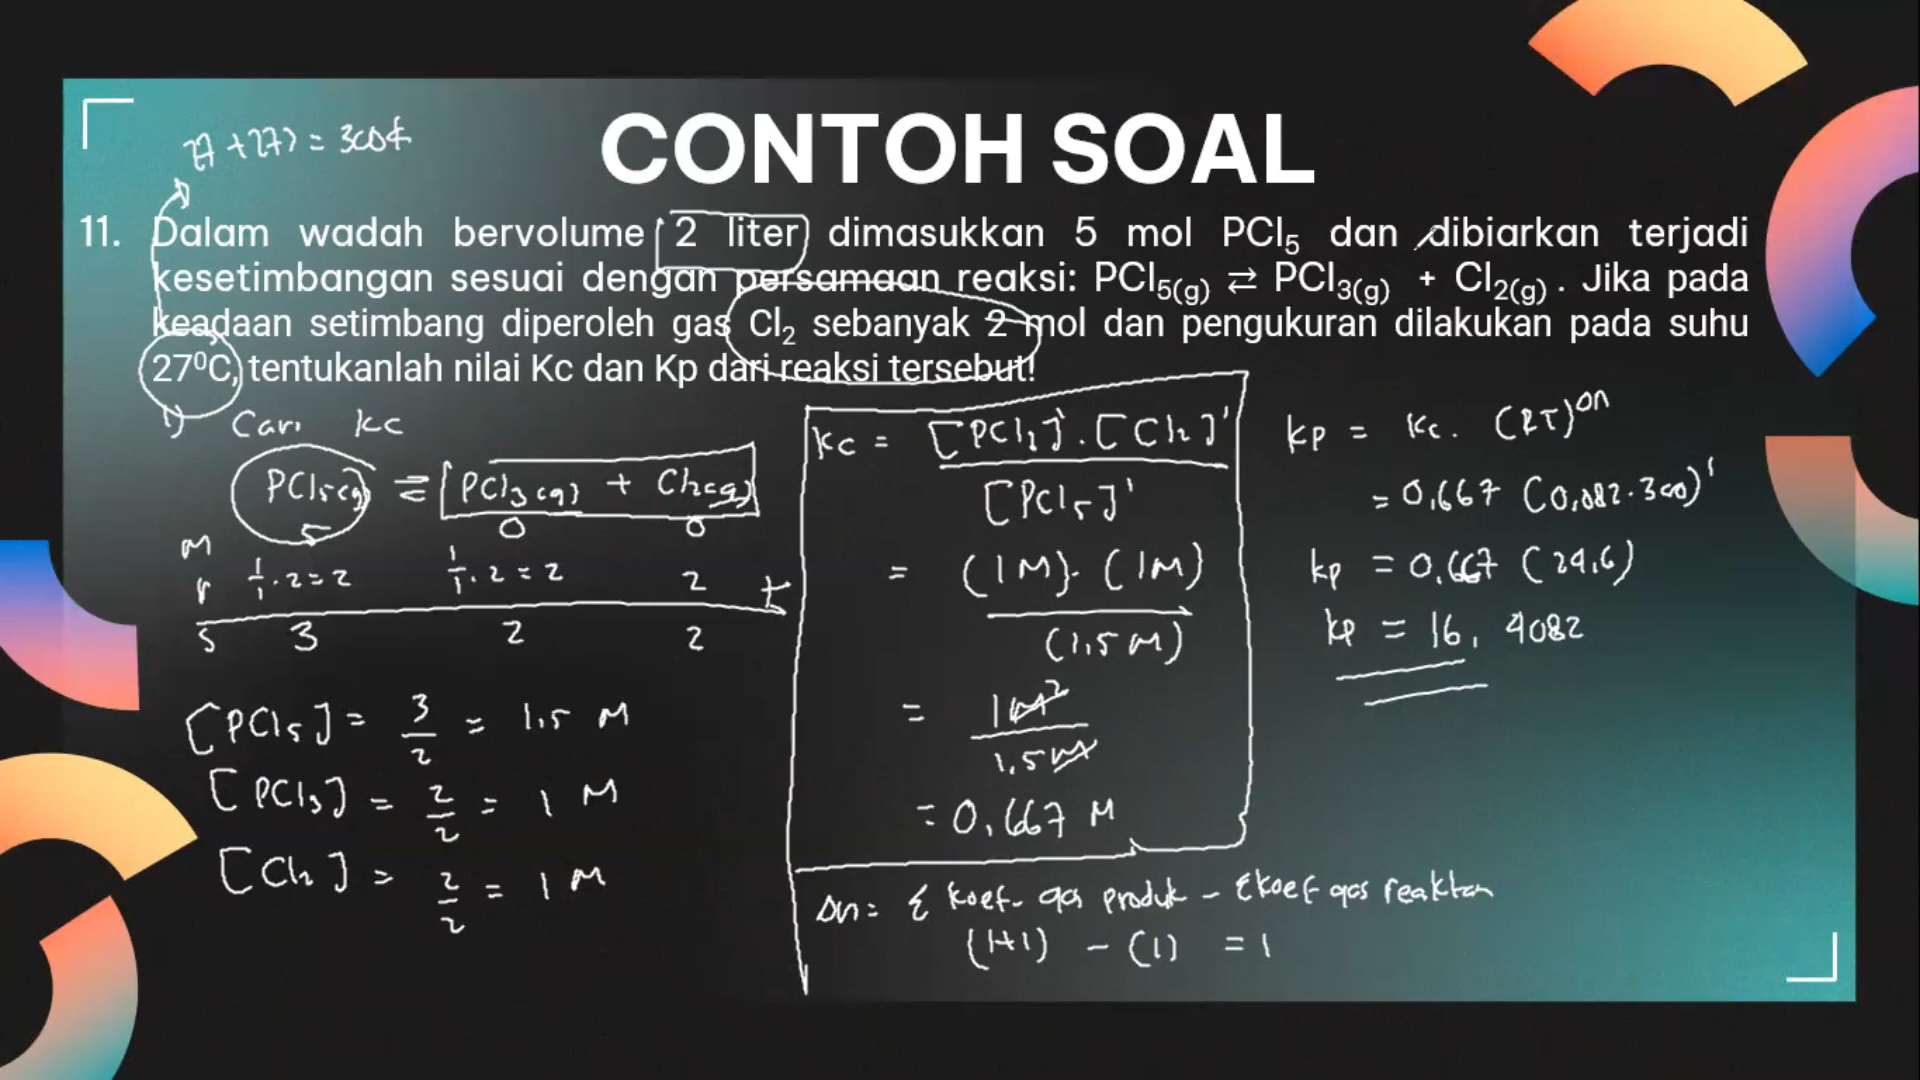 CONTOH SOAL
27 + 273 = 300K
11. Dalam wadah bervolume 2 liter dimasukkan 5 mol PCl₅ dan dibiarkan terjadi
kesetimbangan sesuai dengan persamaan reaksi: PCl₅(g) ⇄ PCl₃(g) + Cl₂(g) . Jika pada
keadaan setimbang diperoleh gas Cl₂ sebanyak 2 mol dan pengukuran dilakukan pada suhu
27⁰C, tentukanlah nilai Kc dan Kp dari reaksi tersebut!
1) Cari Kc
PCl₅(g) ⇌ PCl₃(g) + Cl₂(g)
M 5 0 0
r 1/1 . 2 = 2 1/1 . 2 = 2 2 +
S 3 2 2
[PCl₅] = 3/2 = 1,5 M
[PCl₃] = 2/2 = 1 M
[Cl₂] = 2/2 = 1 M
Kc = [PCl₃]¹ . [Cl₂]¹ / [PCl₅]¹
= (1M) . (1M) / (1,5 M)
= 1M² / 1,5M
= 0,667 M
Δn = Σ koef. gas produk - Σkoef gas reaktan
(1+1) - (1) = 1
Kp = Kc . (RT)^Δn
= 0,667 (0,082 . 300)¹
Kp = 0,667 (24,6)
Kp = 16, 4082